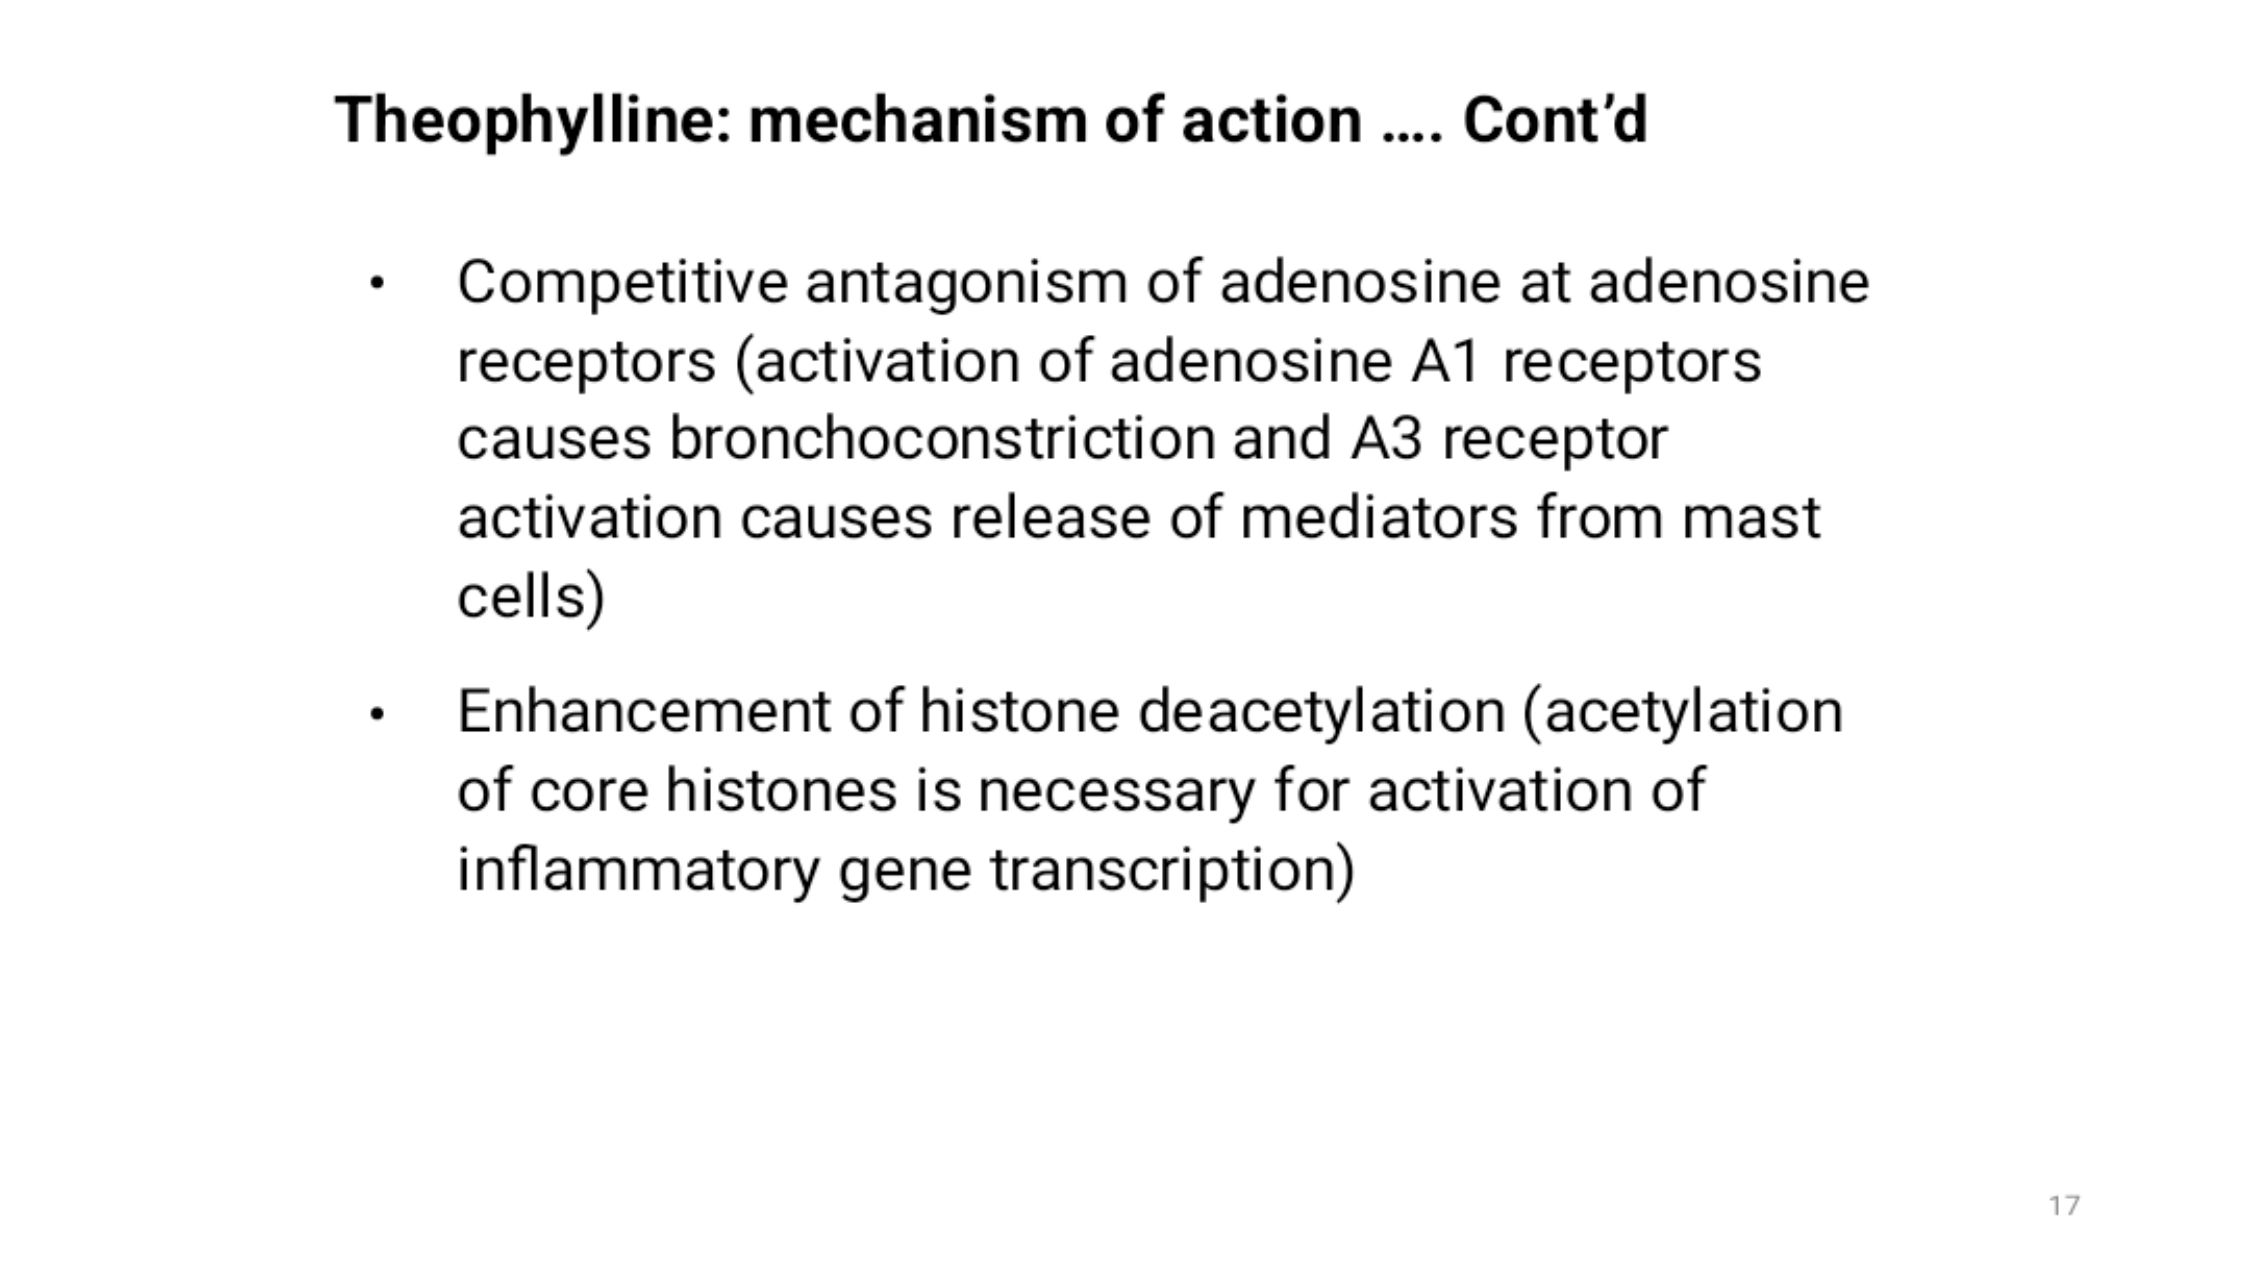 Theophylline: mechanism of action .... Cont’d
• Competitive antagonism of adenosine at adenosine
receptors (activation of adenosine A1 receptors
causes bronchoconstriction and A3 receptor
activation causes release of mediators from mast
cells)
• Enhancement of histone deacetylation (acetylation
of core histones is necessary for activation of
inflammatory gene transcription)
17